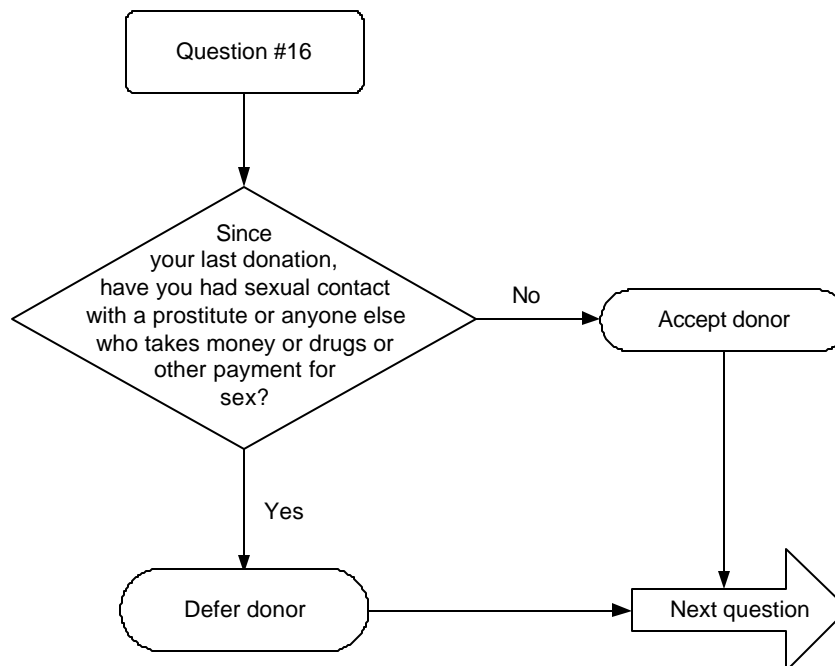 Question #16
Since
your last donation,
have you had sexual contact
with a prostitute or anyone else
who takes money or drugs or
other payment for
sex?
No
Accept donor
Yes
Defer donor
Next question